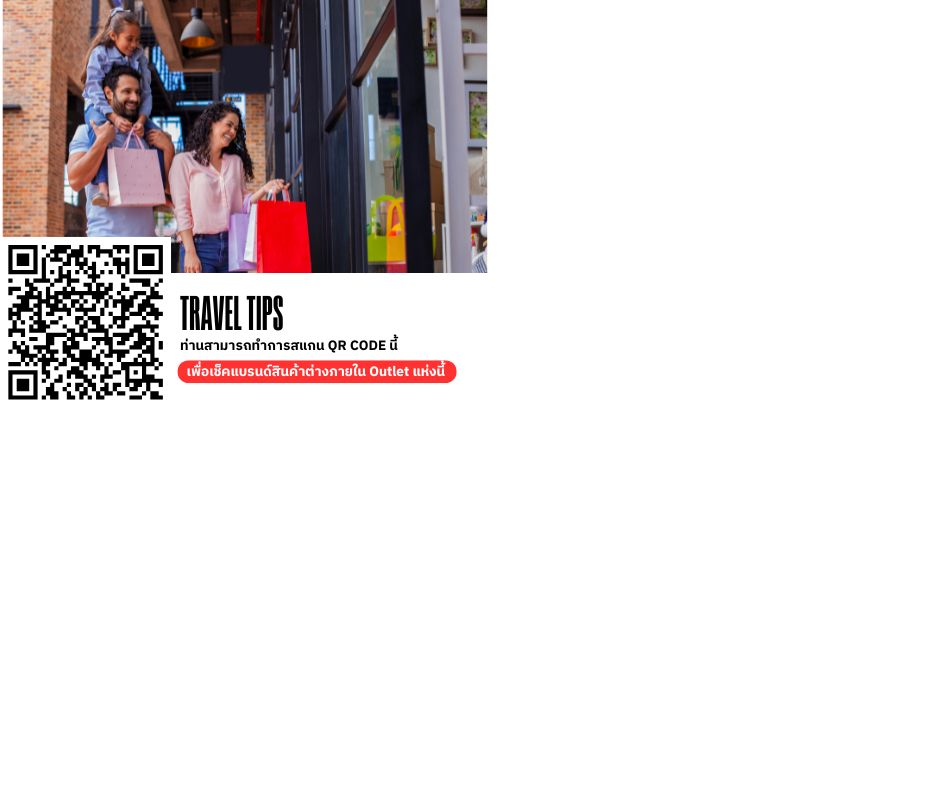 TRAVEL TIPS
ท่านสามารถทำการสแกน QR CODE นี้
เพื่อเช็คแบรนด์สินค้าต่างภายใน Outlet แห่งนี้